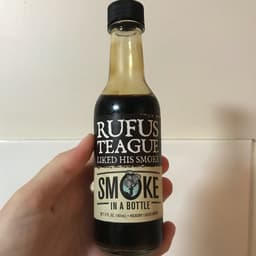 RUFUS
TEAGUE
LIKED HIS SMOKE
SMOKE
IN A BOTTLE